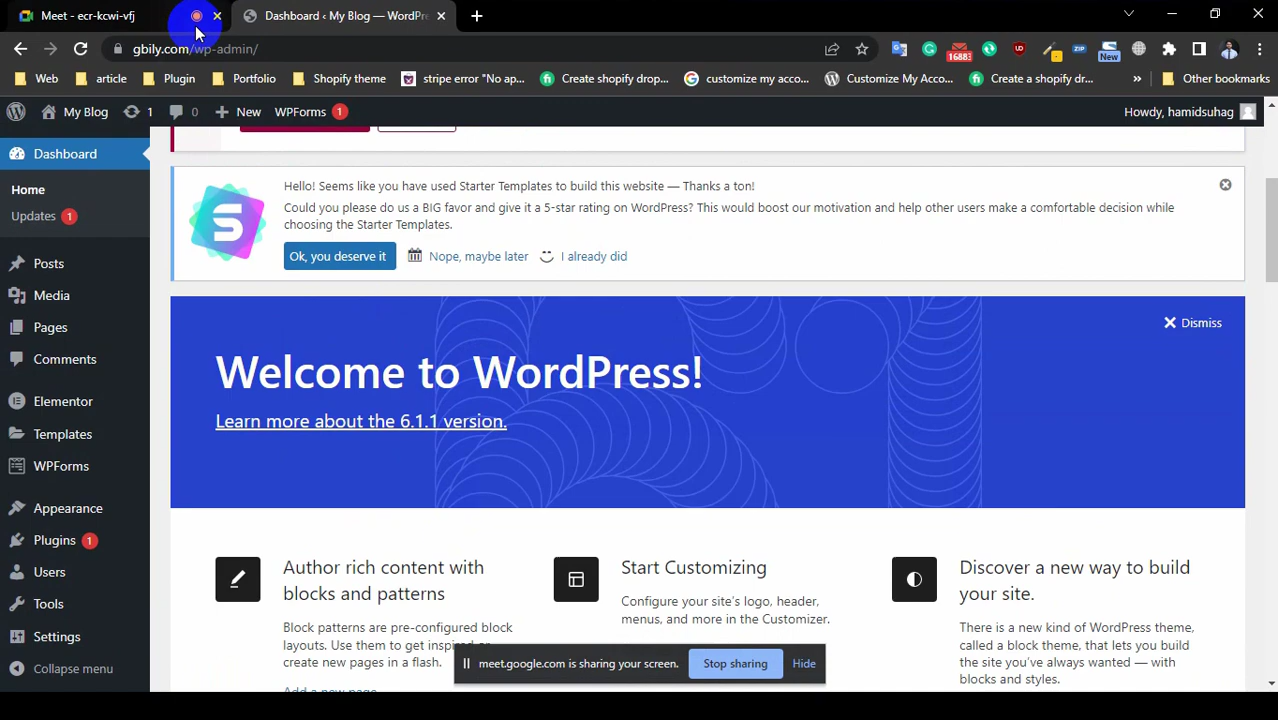 Meet - ecr-kcwi-vfj
Dashboard ‹ My Blog — WordPr
gbily.com/wp-admin/
16883
UD
ZIP
New
Web
article
Plugin
Portfolio
Shopify theme
stripe error "No ap...
Create shopify drop...
customize my acco...
Customize My Acco...
Create a shopify dr...
»
Other bookmarks
My Blog
1
0
New
WPForms
1
Howdy, hamidsuhag
Dashboard
Home
Updates 1
Posts
Media
Pages
Comments
Elementor
Templates
WPForms
Appearance
Plugins 1
Users
Tools
Settings
Collapse menu
Hello! Seems like you have used Starter Templates to build this website — Thanks a ton!
Could you please do us a BIG favor and give it a 5-star rating on WordPress? This would boost our motivation and help other users make a comfortable decision while
choosing the Starter Templates.
Ok, you deserve it
Nope, maybe later
I already did
Dismiss
Welcome to WordPress!
Learn more about the 6.1.1 version.
Author rich content with
blocks and patterns
Block patterns are pre-configured block
layouts. Use them to get inspired or
create new pages in a flash.
Add a new page
Start Customizing
Configure your site's logo, header,
menus, and more in the Customizer.
Discover a new way to build
your site.
There is a new kind of WordPress theme,
called a block theme, that lets you build
the site you've always wanted — with
blocks and styles.
meet.google.com is sharing your screen.
Stop sharing
Hide